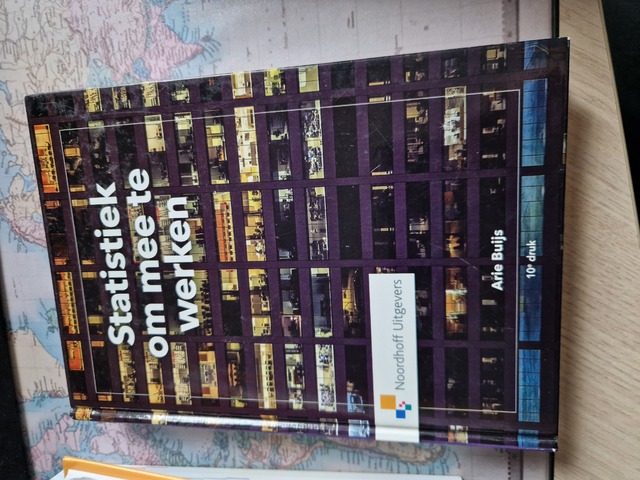 Statistiek
om mee te
werken
Arie Buijs
10e druk
Noordhoff Uitgevers